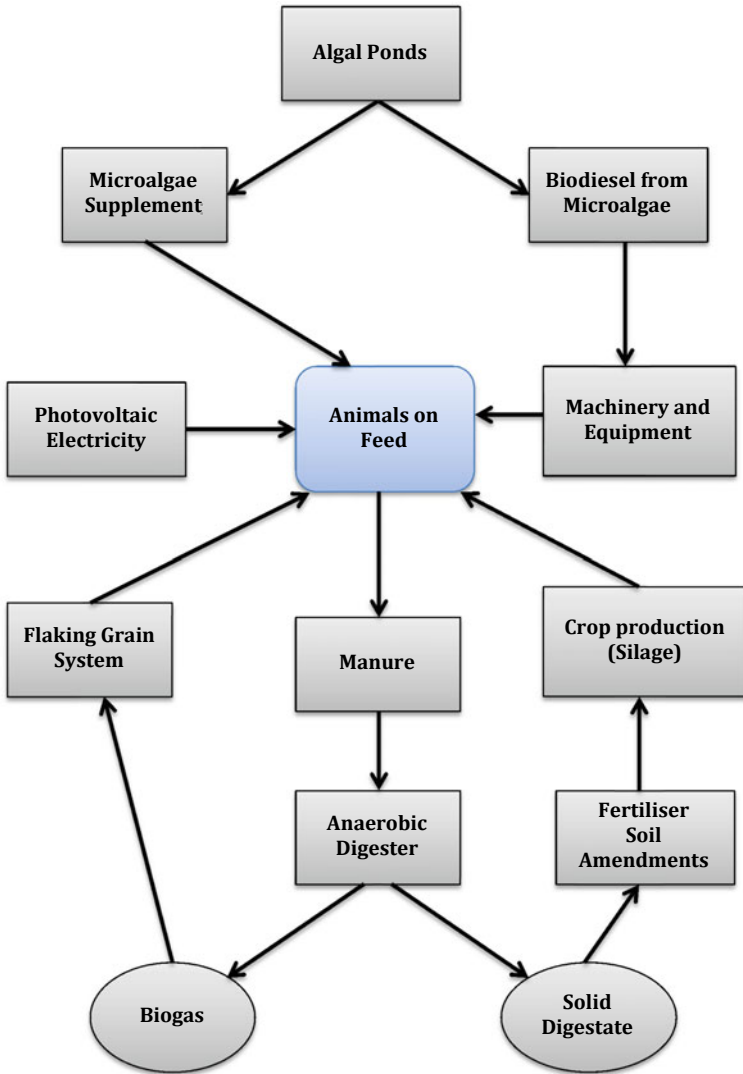 Algal Ponds
Microalgae
Supplement
Biodiesel from
Microalgae
Photovoltaic
Electricity
Animals on
Feed
Machinery and
Equipment
Flaking Grain
System
Manure
Crop production
(Silage)
Anaerobic
Digester
Fertiliser
Soil
Amendments
Biogas
Solid
Digestate